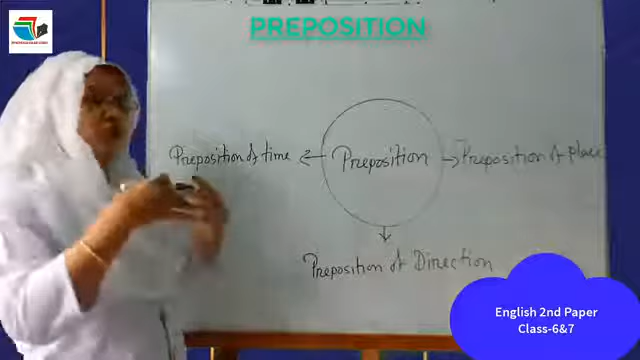 PREPOSITION
Preposition of time
Preposition
Preposition of place
Preposition of Direction
English 2nd Paper
Class-6&7